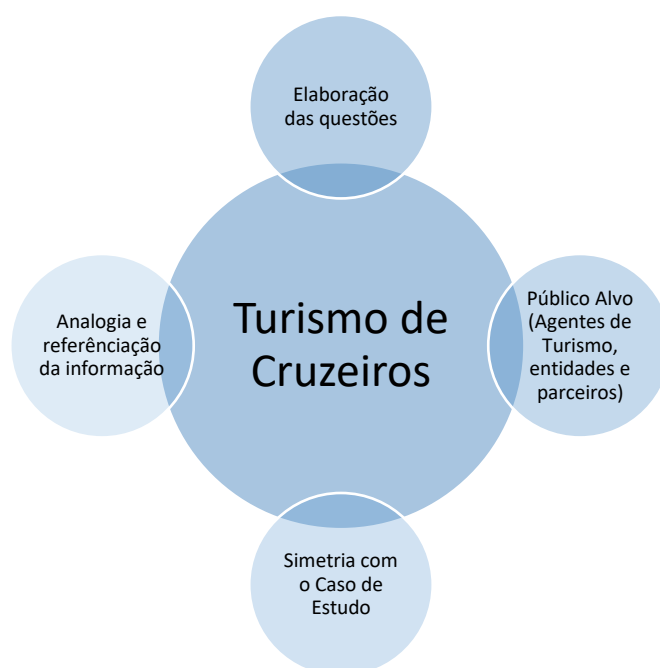 Elaboração
das questões
Turismo de
Cruzeiros
Público Alvo
(Agentes de
Turismo,
entidades e
parceiros)
Simetria com
o Caso de
Estudo
Analogia e
referênciação
da informação